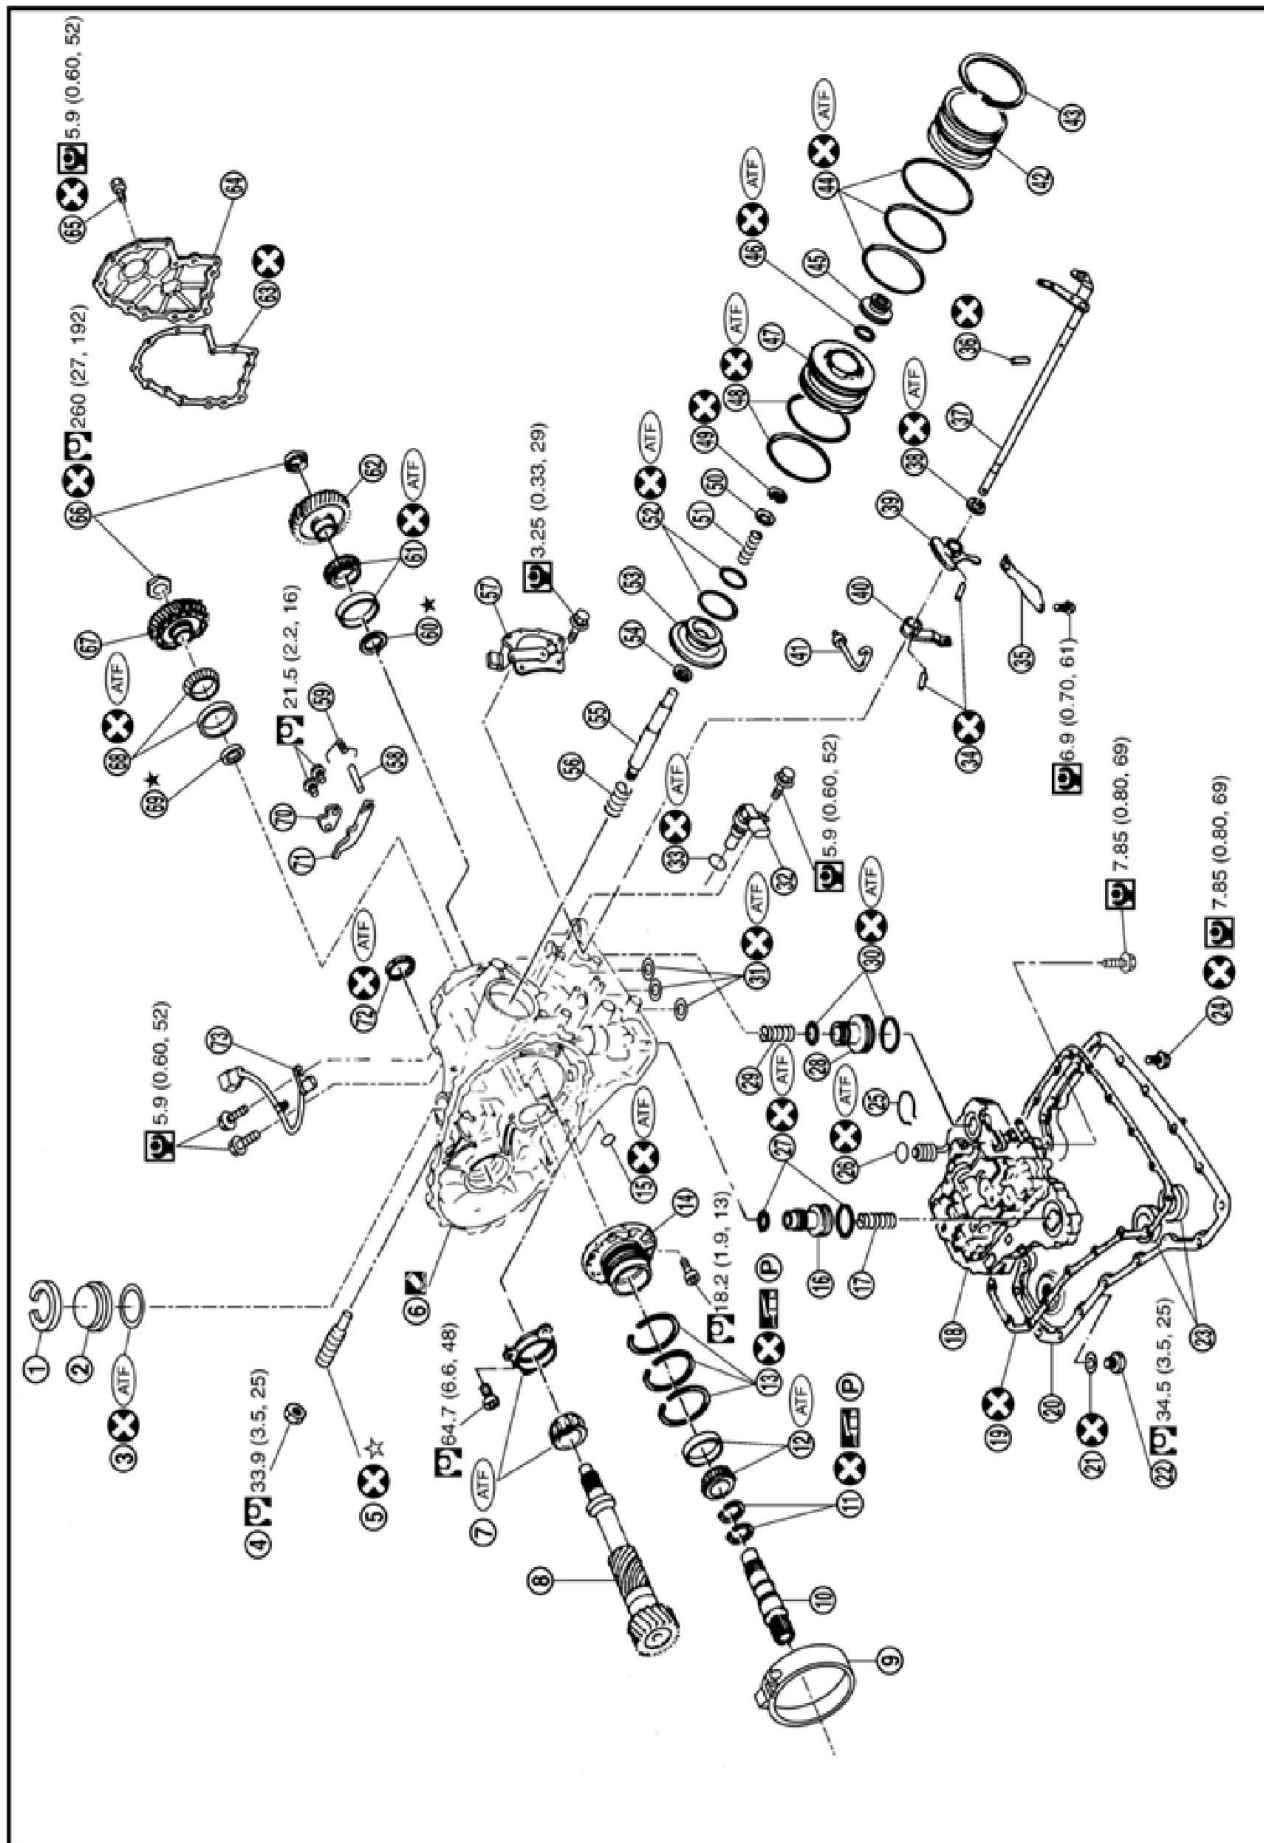 1
2
3 ATF
4 33.9 (3.5, 25)
5 ☆
6
64.7 (6.6, 48)
7 ATF
8
9
10
11 P
12 ATF
13 P
18.2 (1.9, 13)
14
15 ATF
16
17
18
19
20
21
22 34.5 (3.5, 25)
23
24 7.85 (0.80, 69)
7.85 (0.80, 69)
25
26 ATF
27 ATF
28
29
30 ATF
31 ATF
5.9 (0.60, 52)
32
33 ATF
34
6.9 (0.70, 61)
35
36
37
38 ATF
39
40
41
42
43
44 ATF
45
46 ATF
47
48 ATF
49
50
51
52 ATF
53
54
55
56
57
3.25 (0.33, 29)
58
59
21.5 (2.2, 16)
60 ★
61 ATF
62
63
64
65 5.9 (0.60, 52)
66 260 (27, 192)
67
68 ATF
69 ★
70
71
72 ATF
73
5.9 (0.60, 52)